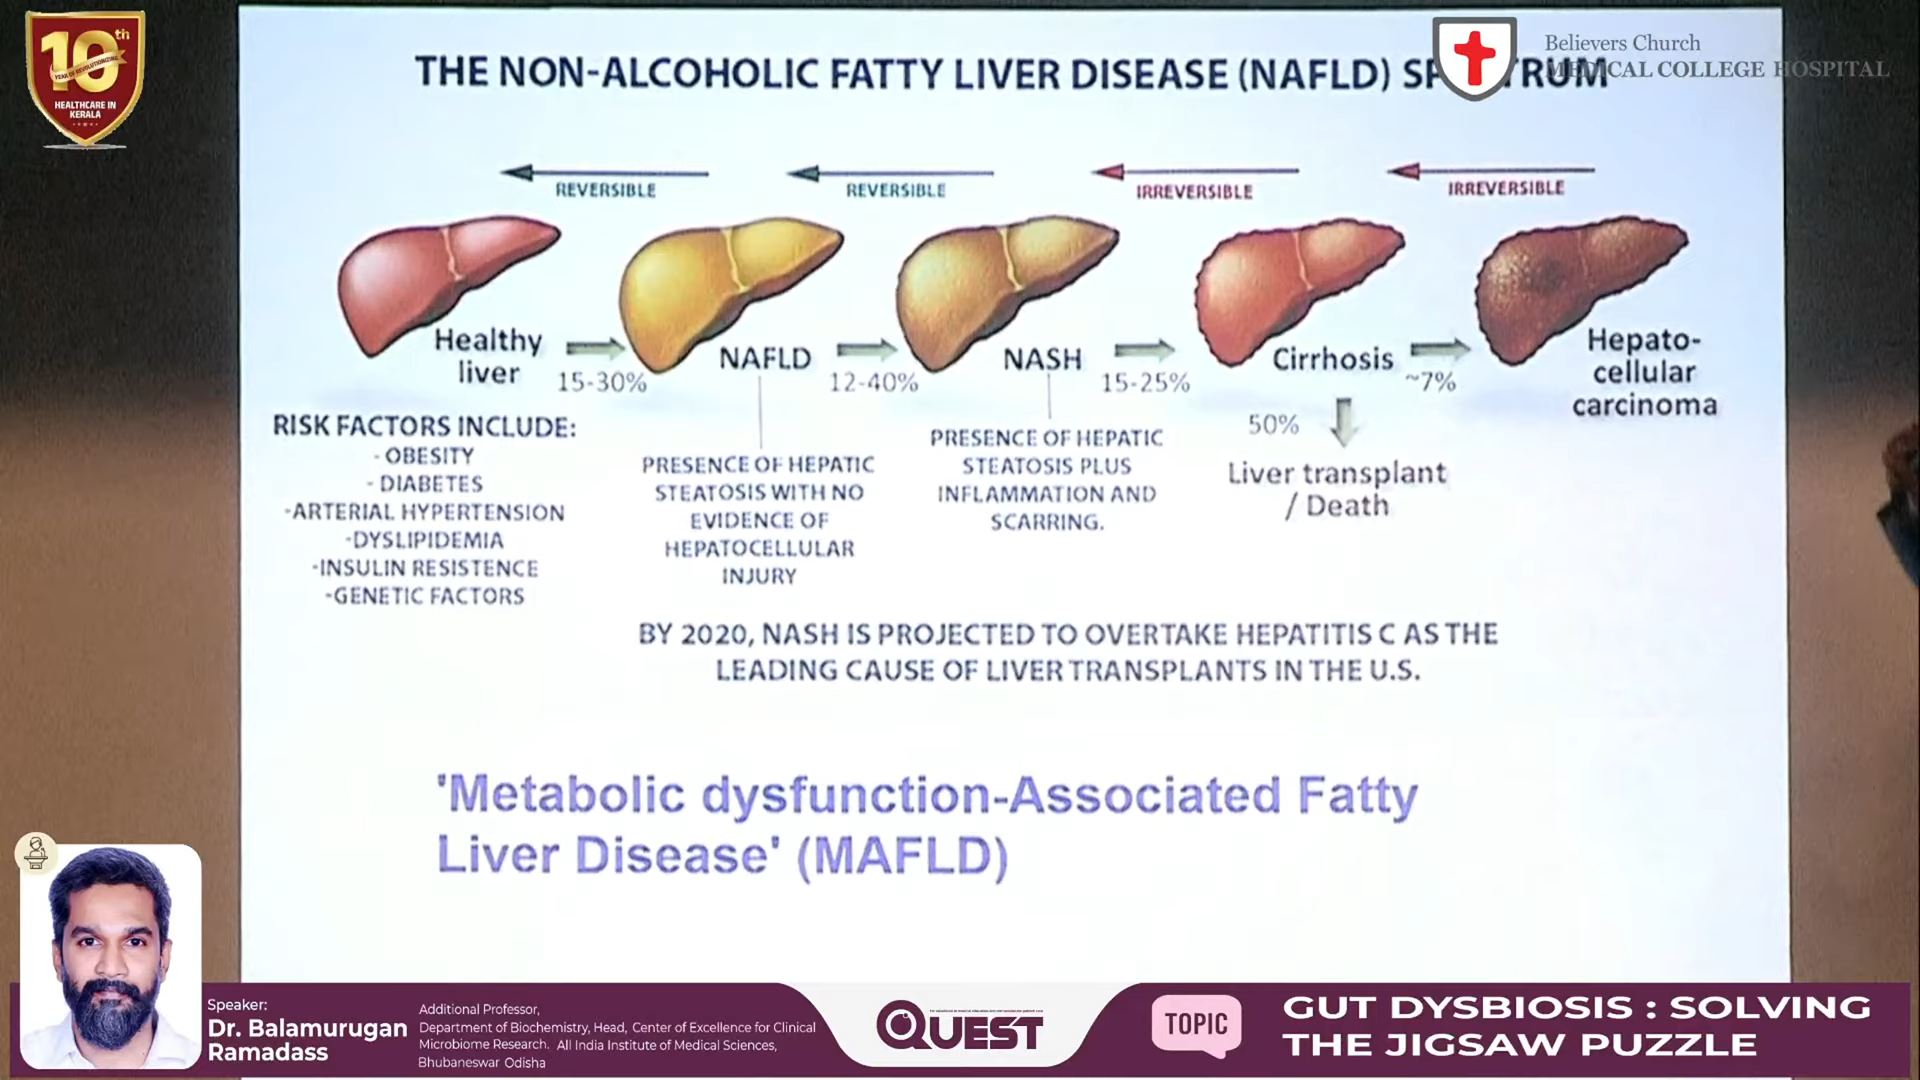 10th
YEAR OF REVOLUTIONIZING
HEALTHCARE IN
KERALA
Believers Church
MEDICAL COLLEGE HOSPITAL
THE NON-ALCOHOLIC FATTY LIVER DISEASE (NAFLD) SP TRUM
REVERSIBLE
REVERSIBLE
IRREVERSIBLE
IRREVERSIBLE
Healthy
liver
15-30%
NAFLD
12-40%
NASH
15-25%
Cirrhosis
~7%
Hepato-
cellular
carcinoma
RISK FACTORS INCLUDE:
- OBESITY
- DIABETES
-ARTERIAL HYPERTENSION
-DYSLIPIDEMIA
-INSULIN RESISTENCE
-GENETIC FACTORS
PRESENCE OF HEPATIC
STEATOSIS WITH NO
EVIDENCE OF
HEPATOCELLULAR
INJURY
PRESENCE OF HEPATIC
STEATOSIS PLUS
INFLAMMATION AND
SCARRING.
50%
Liver transplant
/ Death
BY 2020, NASH IS PROJECTED TO OVERTAKE HEPATITIS C AS THE
LEADING CAUSE OF LIVER TRANSPLANTS IN THE U.S.
'Metabolic dysfunction-Associated Fatty
Liver Disease' (MAFLD)
Speaker:
Dr. Balamurugan
Ramadass
Additional Professor,
Department of Biochemistry, Head, Center of Excellence for Clinical
Microbiome Research. All India Institute of Medical Sciences,
Bhubaneswar Odisha
QUEST
TOPIC
GUT DYSBIOSIS : SOLVING
THE JIGSAW PUZZLE